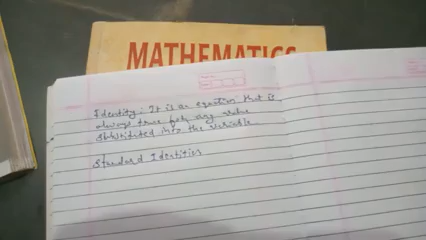 MATHEMATICS
Identity: It is an equation that is
always true for any value
substituted into the variable
Standard Identities